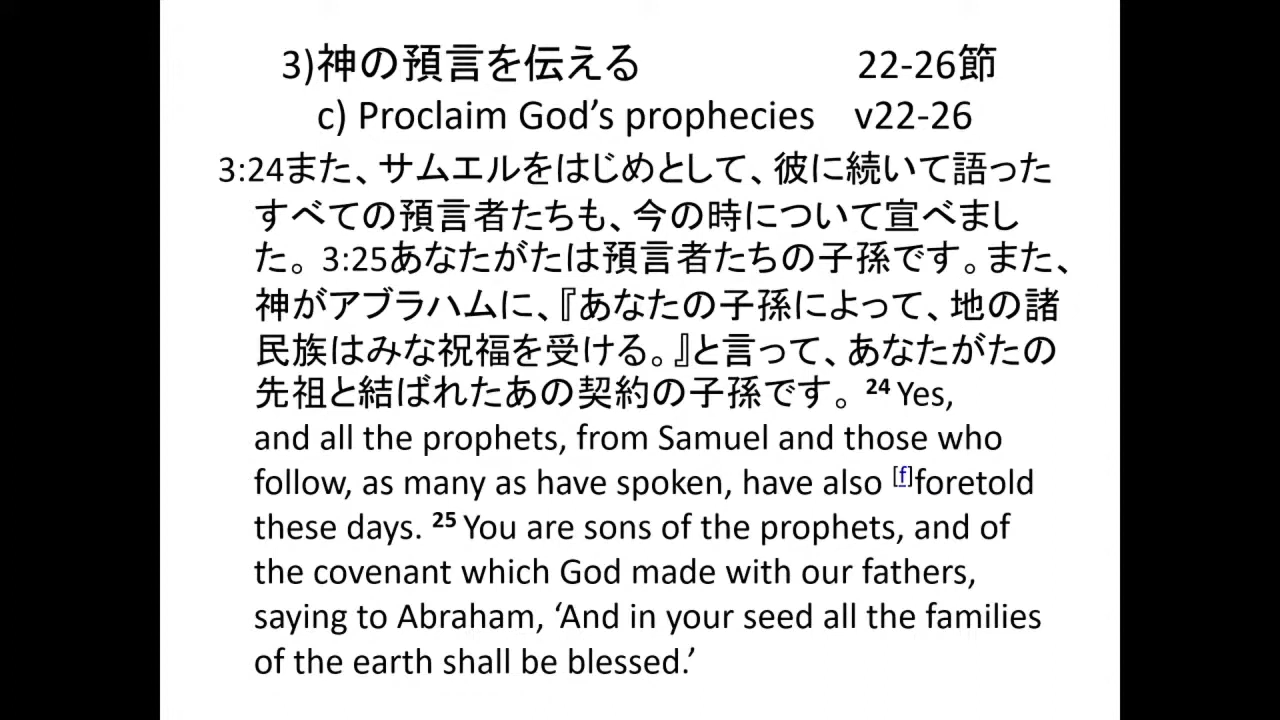 3)神の預言を伝える 22-26節
c) Proclaim God’s prophecies v22-26
3:24また、サムエルをはじめとして、彼に続いて語った
すべての預言者たちも、今の時について宣べまし
た。3:25あなたがたは預言者たちの子孫です。また、
神がアブラハムに、『あなたの子孫によって、地の諸
民族はみな祝福を受ける。』と言って、あなたがたの
先祖と結ばれたあの契約の子孫です。 24 Yes,
and all the prophets, from Samuel and those who
follow, as many as have spoken, have also [f]foretold
these days. 25 You are sons of the prophets, and of
the covenant which God made with our fathers,
saying to Abraham, ‘And in your seed all the families
of the earth shall be blessed.’